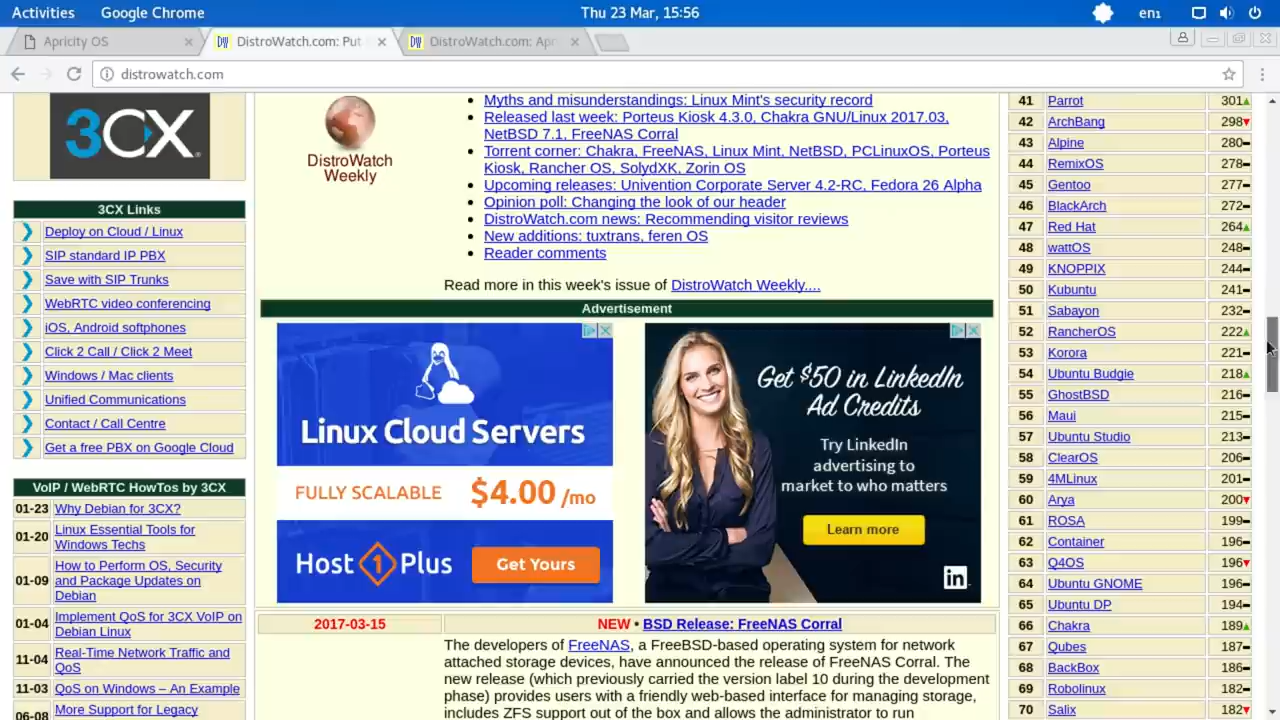 Activities
Google Chrome
Thu 23 Mar, 15:56
en1
Apricity OS
DistroWatch.com: Put
DistroWatch.com: Apr
distrowatch.com
3CX
3CX Links
Deploy on Cloud / Linux
SIP standard IP PBX
Save with SIP Trunks
WebRTC video conferencing
iOS, Android softphones
Click 2 Call / Click 2 Meet
Windows / Mac clients
Unified Communications
Contact / Call Centre
Get a free PBX on Google Cloud
VoIP / WebRTC HowTos by 3CX
01-23 Why Debian for 3CX?
01-20 Linux Essential Tools for
Windows Techs
01-09 How to Perform OS, Security
and Package Updates on
Debian
01-04 Implement QoS for 3CX VoIP on
Debian Linux
11-04 Real-Time Network Traffic and
QoS
11-03 QoS on Windows – An Example
06-08 More Support for Legacy
DistroWatch
Weekly
• Myths and misunderstandings: Linux Mint's security record
• Released last week: Porteus Kiosk 4.3.0, Chakra GNU/Linux 2017.03,
NetBSD 7.1, FreeNAS Corral
• Torrent corner: Chakra, FreeNAS, Linux Mint, NetBSD, PCLinuxOS, Porteus
Kiosk, Rancher OS, SolydXK, Zorin OS
• Upcoming releases: Univention Corporate Server 4.2-RC, Fedora 26 Alpha
• Opinion poll: Changing the look of our header
• DistroWatch.com news: Recommending visitor reviews
• New additions: tuxtrans, feren OS
• Reader comments
Read more in this week's issue of DistroWatch Weekly....
Advertisement
Linux Cloud Servers
FULLY SCALABLE $4.00 /mo
Host 1 Plus
Get Yours
Get $50 in LinkedIn
Ad Credits
Try LinkedIn
advertising to
market to who matters
Learn more
in
2017-03-15
NEW • BSD Release: FreeNAS Corral
The developers of FreeNAS, a FreeBSD-based operating system for network
attached storage devices, have announced the release of FreeNAS Corral. The
new release (which previously carried the version label 10 during the development
phase) provides users with a friendly web-based interface for managing storage,
includes ZFS support out of the box and allows the administrator to run
41 Parrot 301
42 ArchBang 298
43 Alpine 280
44 RemixOS 278
45 Gentoo 277
46 BlackArch 272
47 Red Hat 264
48 wattOS 248
49 KNOPPIX 244
50 Kubuntu 241
51 Sabayon 232
52 RancherOS 222
53 Korora 221
54 Ubuntu Budgie 218
55 GhostBSD 216
56 Maui 215
57 Ubuntu Studio 213
58 ClearOS 206
59 4MLinux 201
60 Arya 200
61 ROSA 199
62 Container 196
63 Q4OS 196
64 Ubuntu GNOME 196
65 Ubuntu DP 194
66 Chakra 189
67 Qubes 187
68 BackBox 186
69 Robolinux 182
70 Salix 182